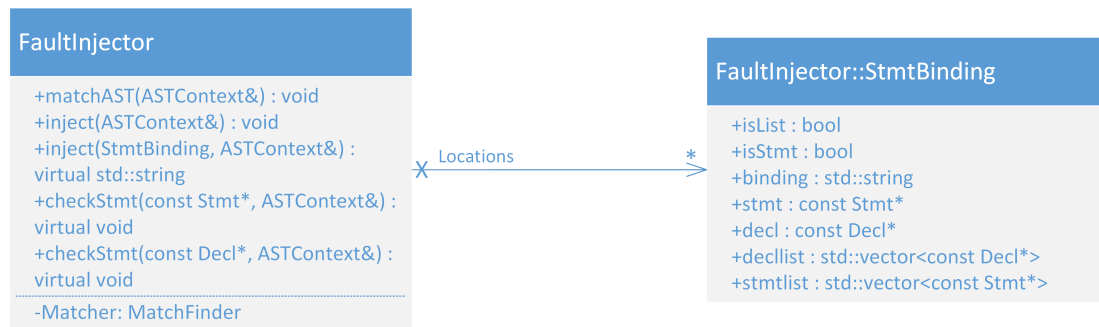 FaultInjector
+matchAST(ASTContext&) : void
+inject(ASTContext&) : void
+inject(StmtBinding, ASTContext&) :
virtual std::string
+checkStmt(const Stmt*, ASTContext&) :
virtual void
+checkStmt(const Decl*, ASTContext&) :
virtual void
-Matcher: MatchFinder
Locations
*
FaultInjector::StmtBinding
+isList : bool
+isStmt : bool
+binding : std::string
+stmt : const Stmt*
+decl : const Decl*
+decllist : std::vector<const Decl*>
+stmtlist : std::vector<const Stmt*>